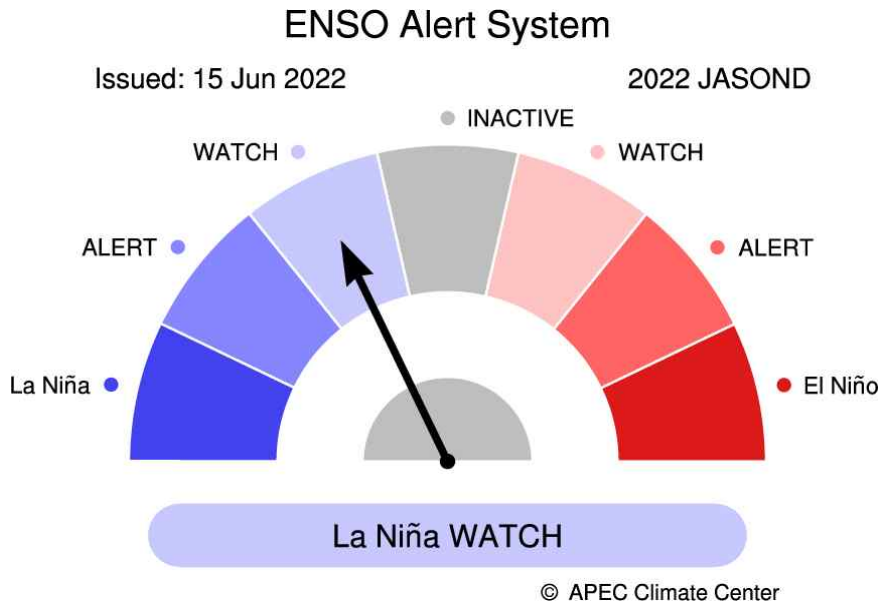 ENSO Alert System
Issued: 15 Jun 2022
2022 JASOND
INACTIVE
WATCH
WATCH
ALERT
ALERT
La Niña
El Niño
La Niña WATCH
© APEC Climate Center